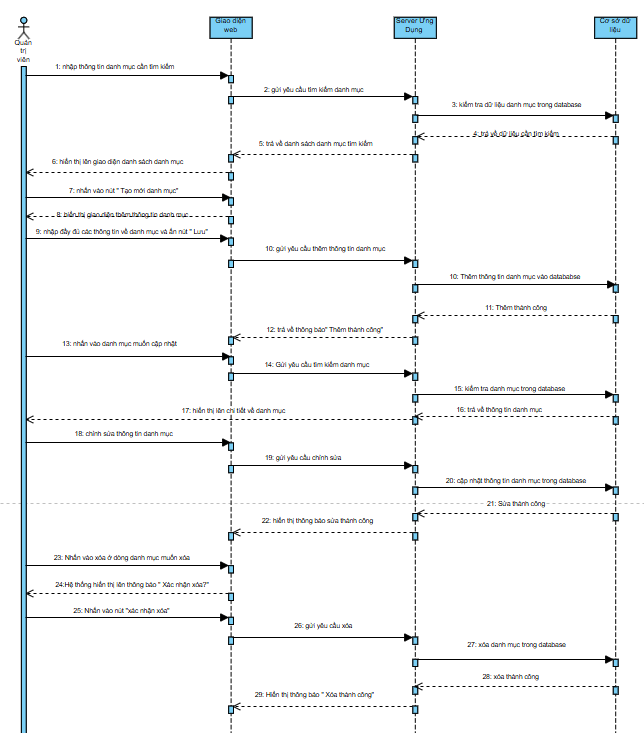 Giao diện
web
Server Ứng
Dụng
Cơ sở dữ
liệu
Quản
trị
viên
1: nhập thông tin danh mục cần tìm kiếm
2: gửi yêu cầu tìm kiếm danh mục
3: kiểm tra dữ liệu danh mục trong database
4: trả về dữ liệu cần tìm kiếm
5: trả về danh sách danh mục tìm kiếm
6: hiển thị lên giao diện danh sách danh mục
7: nhấn vào nút " Tạo mới danh mục"
8: hiển thị giao diện thêm thông tin danh mục
9: nhập đầy đủ các thông tin về danh mục và ấn nút " Lưu"
10: gửi yêu cầu thêm thông tin danh mục
10: Thêm thông tin danh mục vào datababse
11: Thêm thành công
12: trả về thông báo" Thêm thành công"
13: nhấn vào danh mục muốn cập nhật
14: Gửi yêu cầu tìm kiếm danh mục
15: kiểm tra danh mục trong database
16: trả về thông tin danh mục
17: hiển thị lên chi tiết về danh mục
18: chỉnh sửa thông tin danh mục
19: gửi yêu cầu chỉnh sửa
20: cập nhật thông tin danh mục trong database
21: Sửa thành công
22: hiển thị thông báo sửa thành công
23: Nhấn vào xóa ở dòng danh mục muốn xóa
24:Hệ thống hiển thị lên thông báo " Xác nhận xóa?"
25: Nhấn vào nút "xác nhận xóa"
26: gửi yêu cầu xóa
27: xóa danh mục trong database
28: xóa thành công
29: Hiển thị thông báo " Xóa thành công"